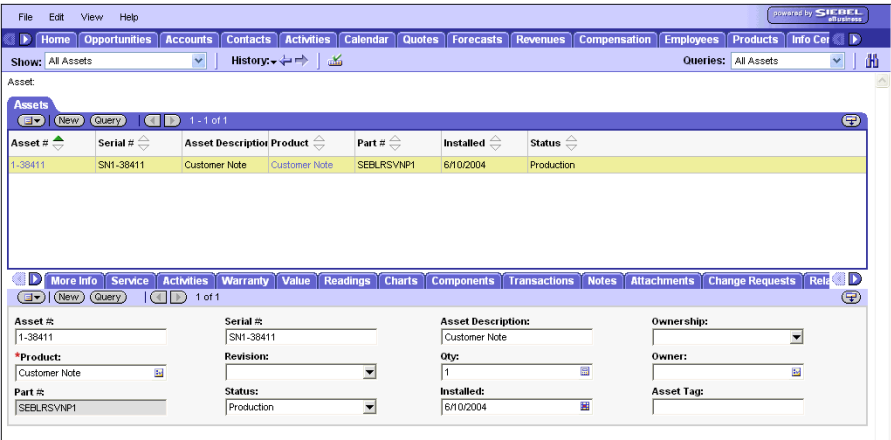 File Edit View Help powered by SIEBEL eBusiness
Home Opportunities Accounts Contacts Activities Calendar Quotes Forecasts Revenues Compensation Employees Products Info Cen
Show: All Assets History: Queries: All Assets
Asset:
Assets
New Query 1 - 1 of 1
Asset # Serial # Asset Description Product Part # Installed Status
1-38411 SN1-38411 Customer Note Customer Note SEBLRSVNP1 6/10/2004 Production
More Info Service Activities Warranty Value Readings Charts Components Transactions Notes Attachments Change Requests Rela
New Query 1 of 1
Asset #: Serial #: Asset Description: Ownership:
1-38411 SN1-38411 Customer Note
*Product: Revision: Qty: Owner:
Customer Note 1
Part #: Status: Installed: Asset Tag:
SEBLRSVNP1 Production 6/10/2004